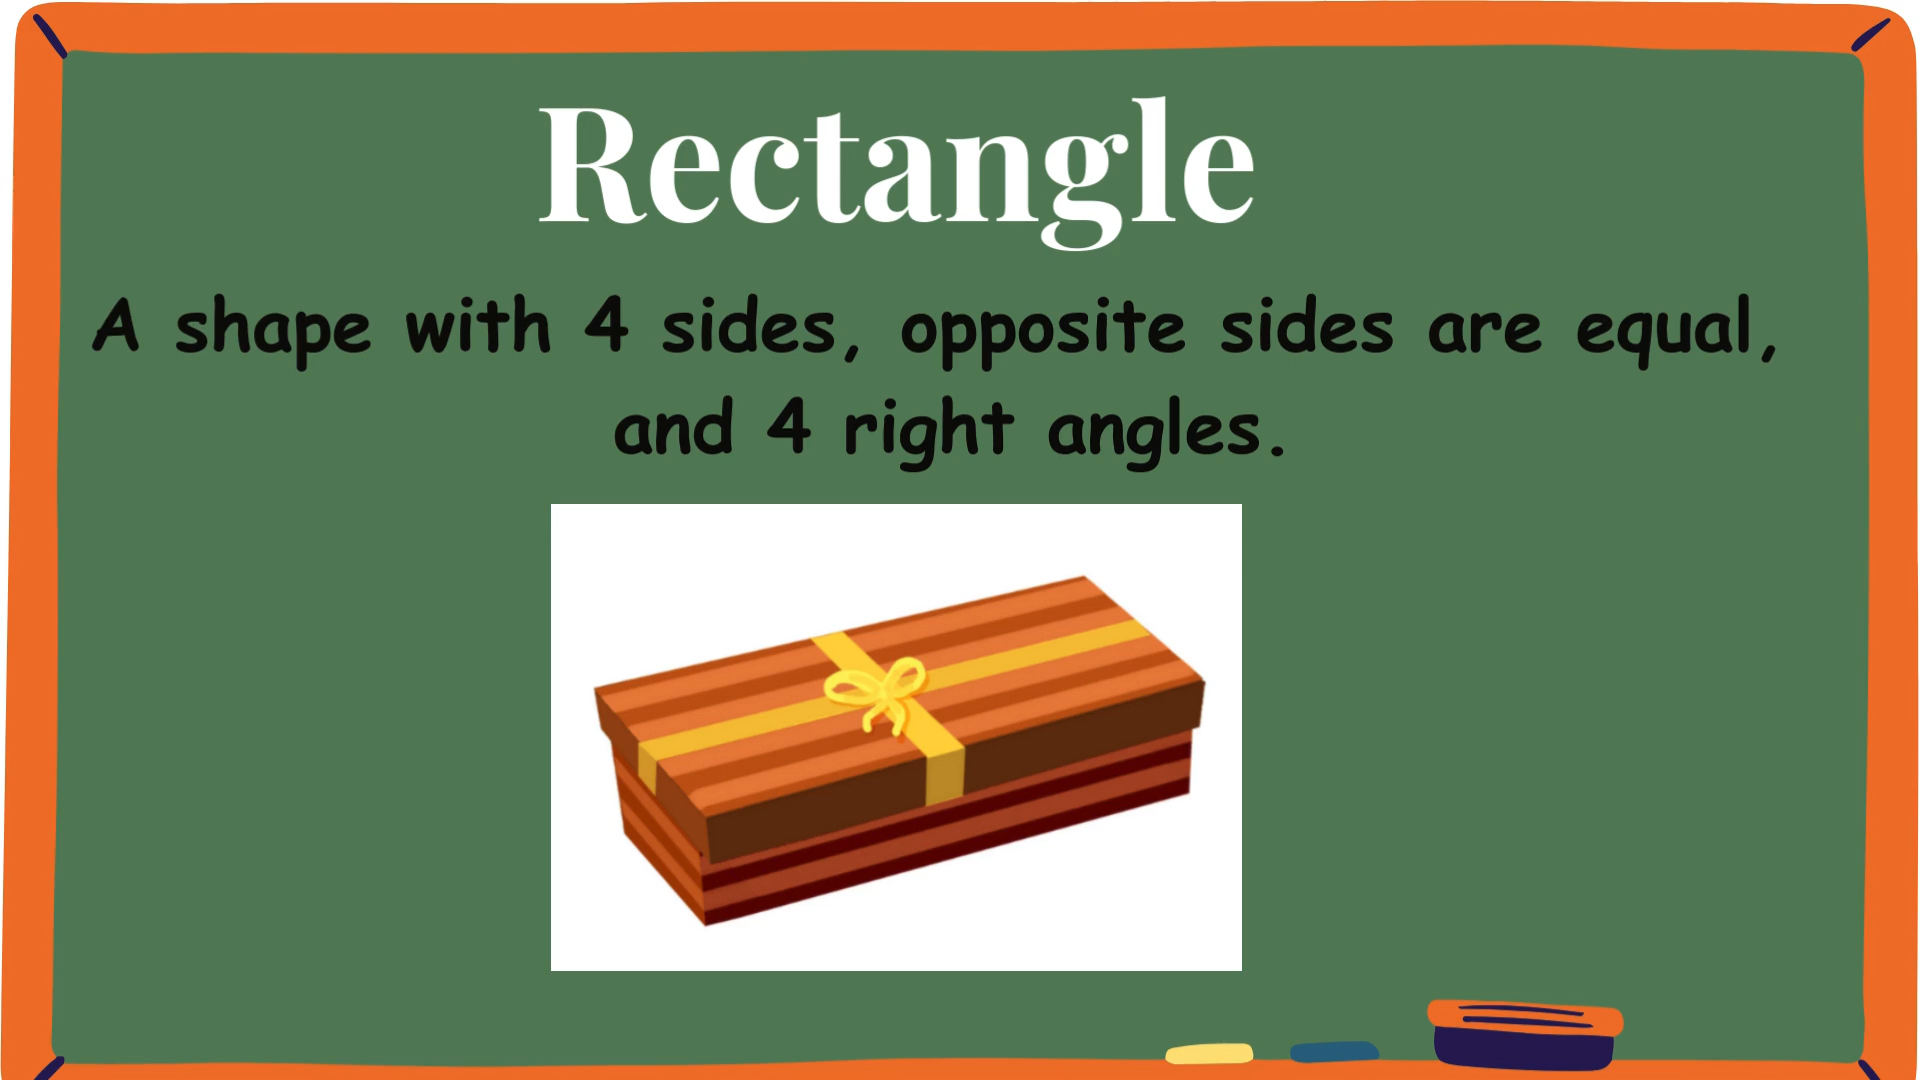 Rectangle
A shape with 4 sides, opposite sides are equal,
and 4 right angles.